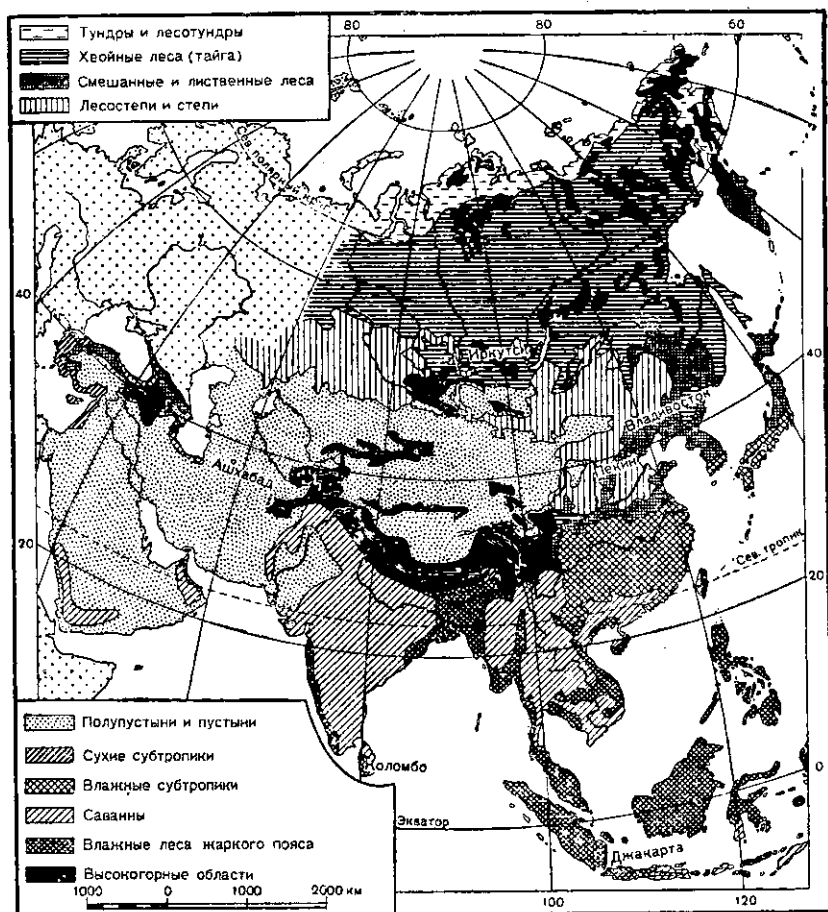 80
80
60
Тундры и лесотундры
Хвойные леса (тайга)
Смешанные и лиственные леса
Лесостепи и степи
Сев. полярный
40
40
Иркутск
Владивосток
Ашхабад
Пекин
20
Сев. тропик
20
Полупустыни и пустыни
Сухие субтропики
Влажные субтропики
Саванны
Влажные леса жаркого пояса
Высокогорные области
1000 0 1000 2000 км
Коломбо
0
Экватор
Джакарта
100
120